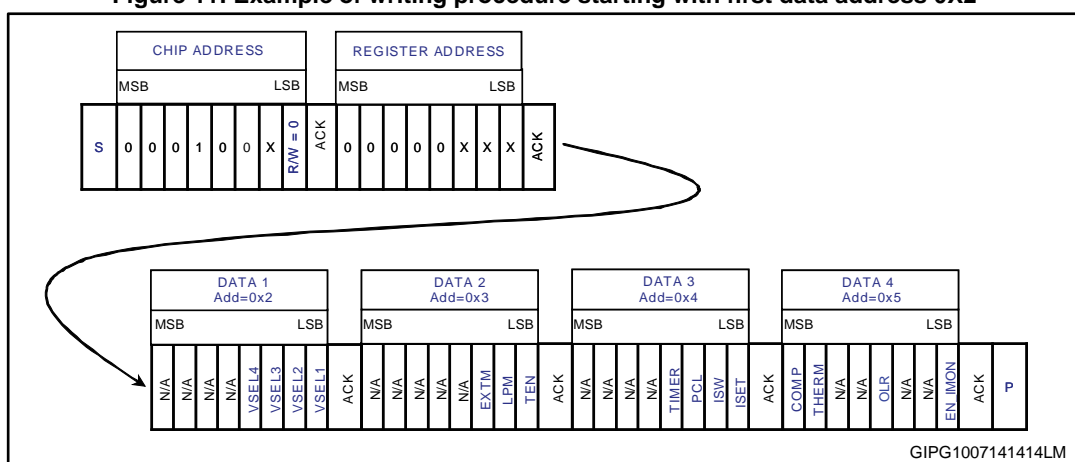 Figure 11. Example of writing procedure starting with first data address 0x2
CHIP ADDRESS REGISTER ADDRESS
MSB LSB MSB LSB
S 0 0 0 1 0 0 X R/W = 0 ACK 0 0 0 0 0 X X X ACK
DATA 1 DATA 2 DATA 3 DATA 4
Add=0x2 Add=0x3 Add=0x4 Add=0x5
MSB LSB MSB LSB MSB LSB MSB LSB
N/A N/A N/A N/A VSEL4 VSEL3 VSEL2 VSEL1 ACK N/A N/A N/A N/A N/A EXTM LPM TEN ACK N/A N/A N/A N/A TIMER PCL ISW ISET ACK COMP THERM N/A N/A OLR N/A N/A EN_IMON ACK P
GIPG1007141414LM